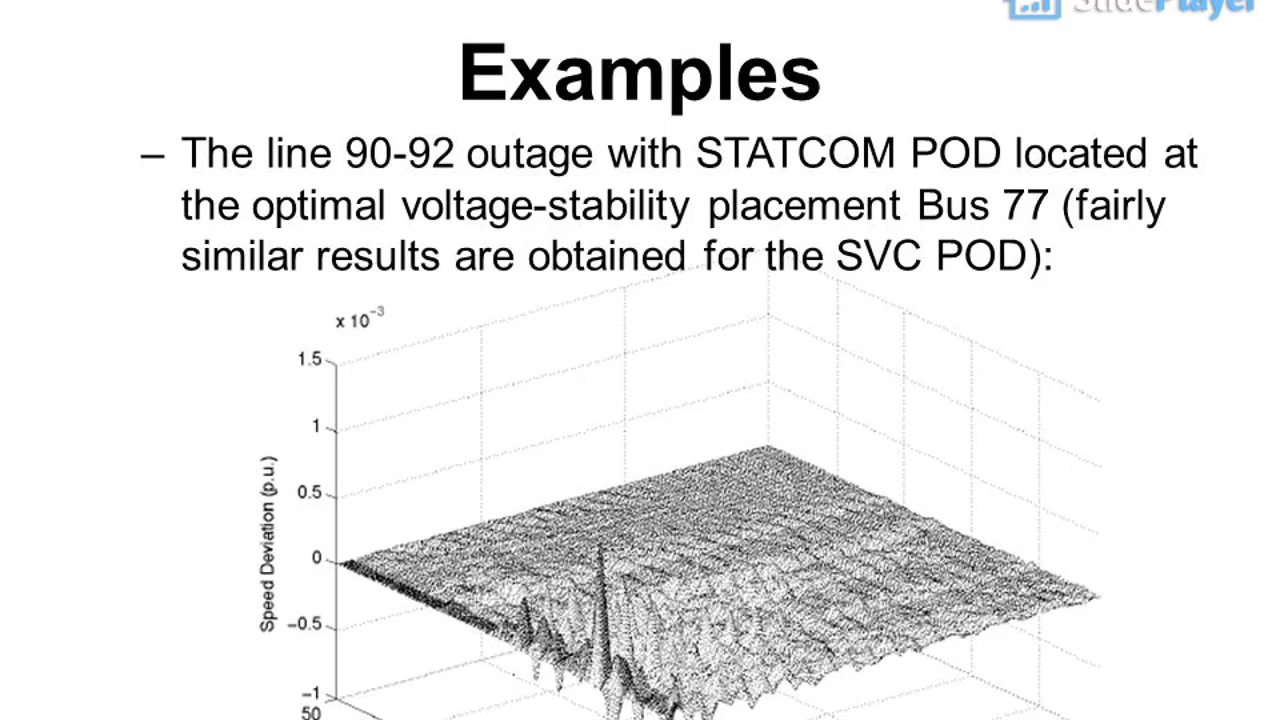 SlidePlayer
Examples
– The line 90-92 outage with STATCOM POD located at
the optimal voltage-stability placement Bus 77 (fairly
similar results are obtained for the SVC POD):
x 10⁻³
1.5
1
0.5
0
−0.5
−1
50
Speed Deviation (p.u.)